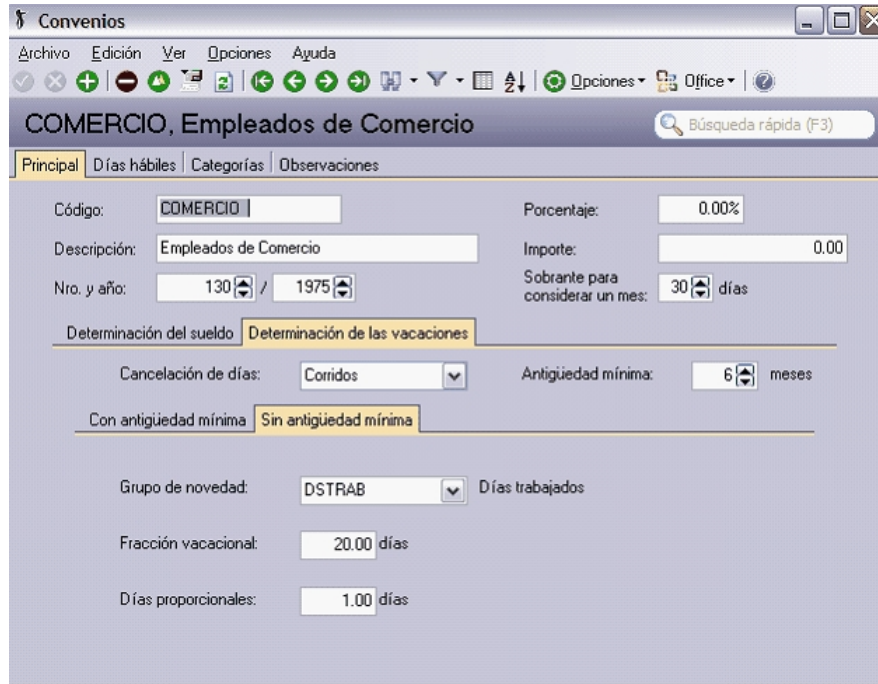 Convenios
Archivo Edición Ver Opciones Ayuda
Opciones Office
COMERCIO, Empleados de Comercio
Búsqueda rápida (F3)
Principal Días hábiles Categorías Observaciones
Código: COMERCIO Porcentaje: 0.00%
Descripción: Empleados de Comercio Importe: 0.00
Nro. y año: 130 / 1975 Sobrante para considerar un mes: 30 días
Determinación del sueldo Determinación de las vacaciones
Cancelación de días: Corridos Antigüedad mínima: 6 meses
Con antigüedad mínima Sin antigüedad mínima
Grupo de novedad: DSTRAB Días trabajados
Fracción vacacional: 20.00 días
Días proporcionales: 1.00 días